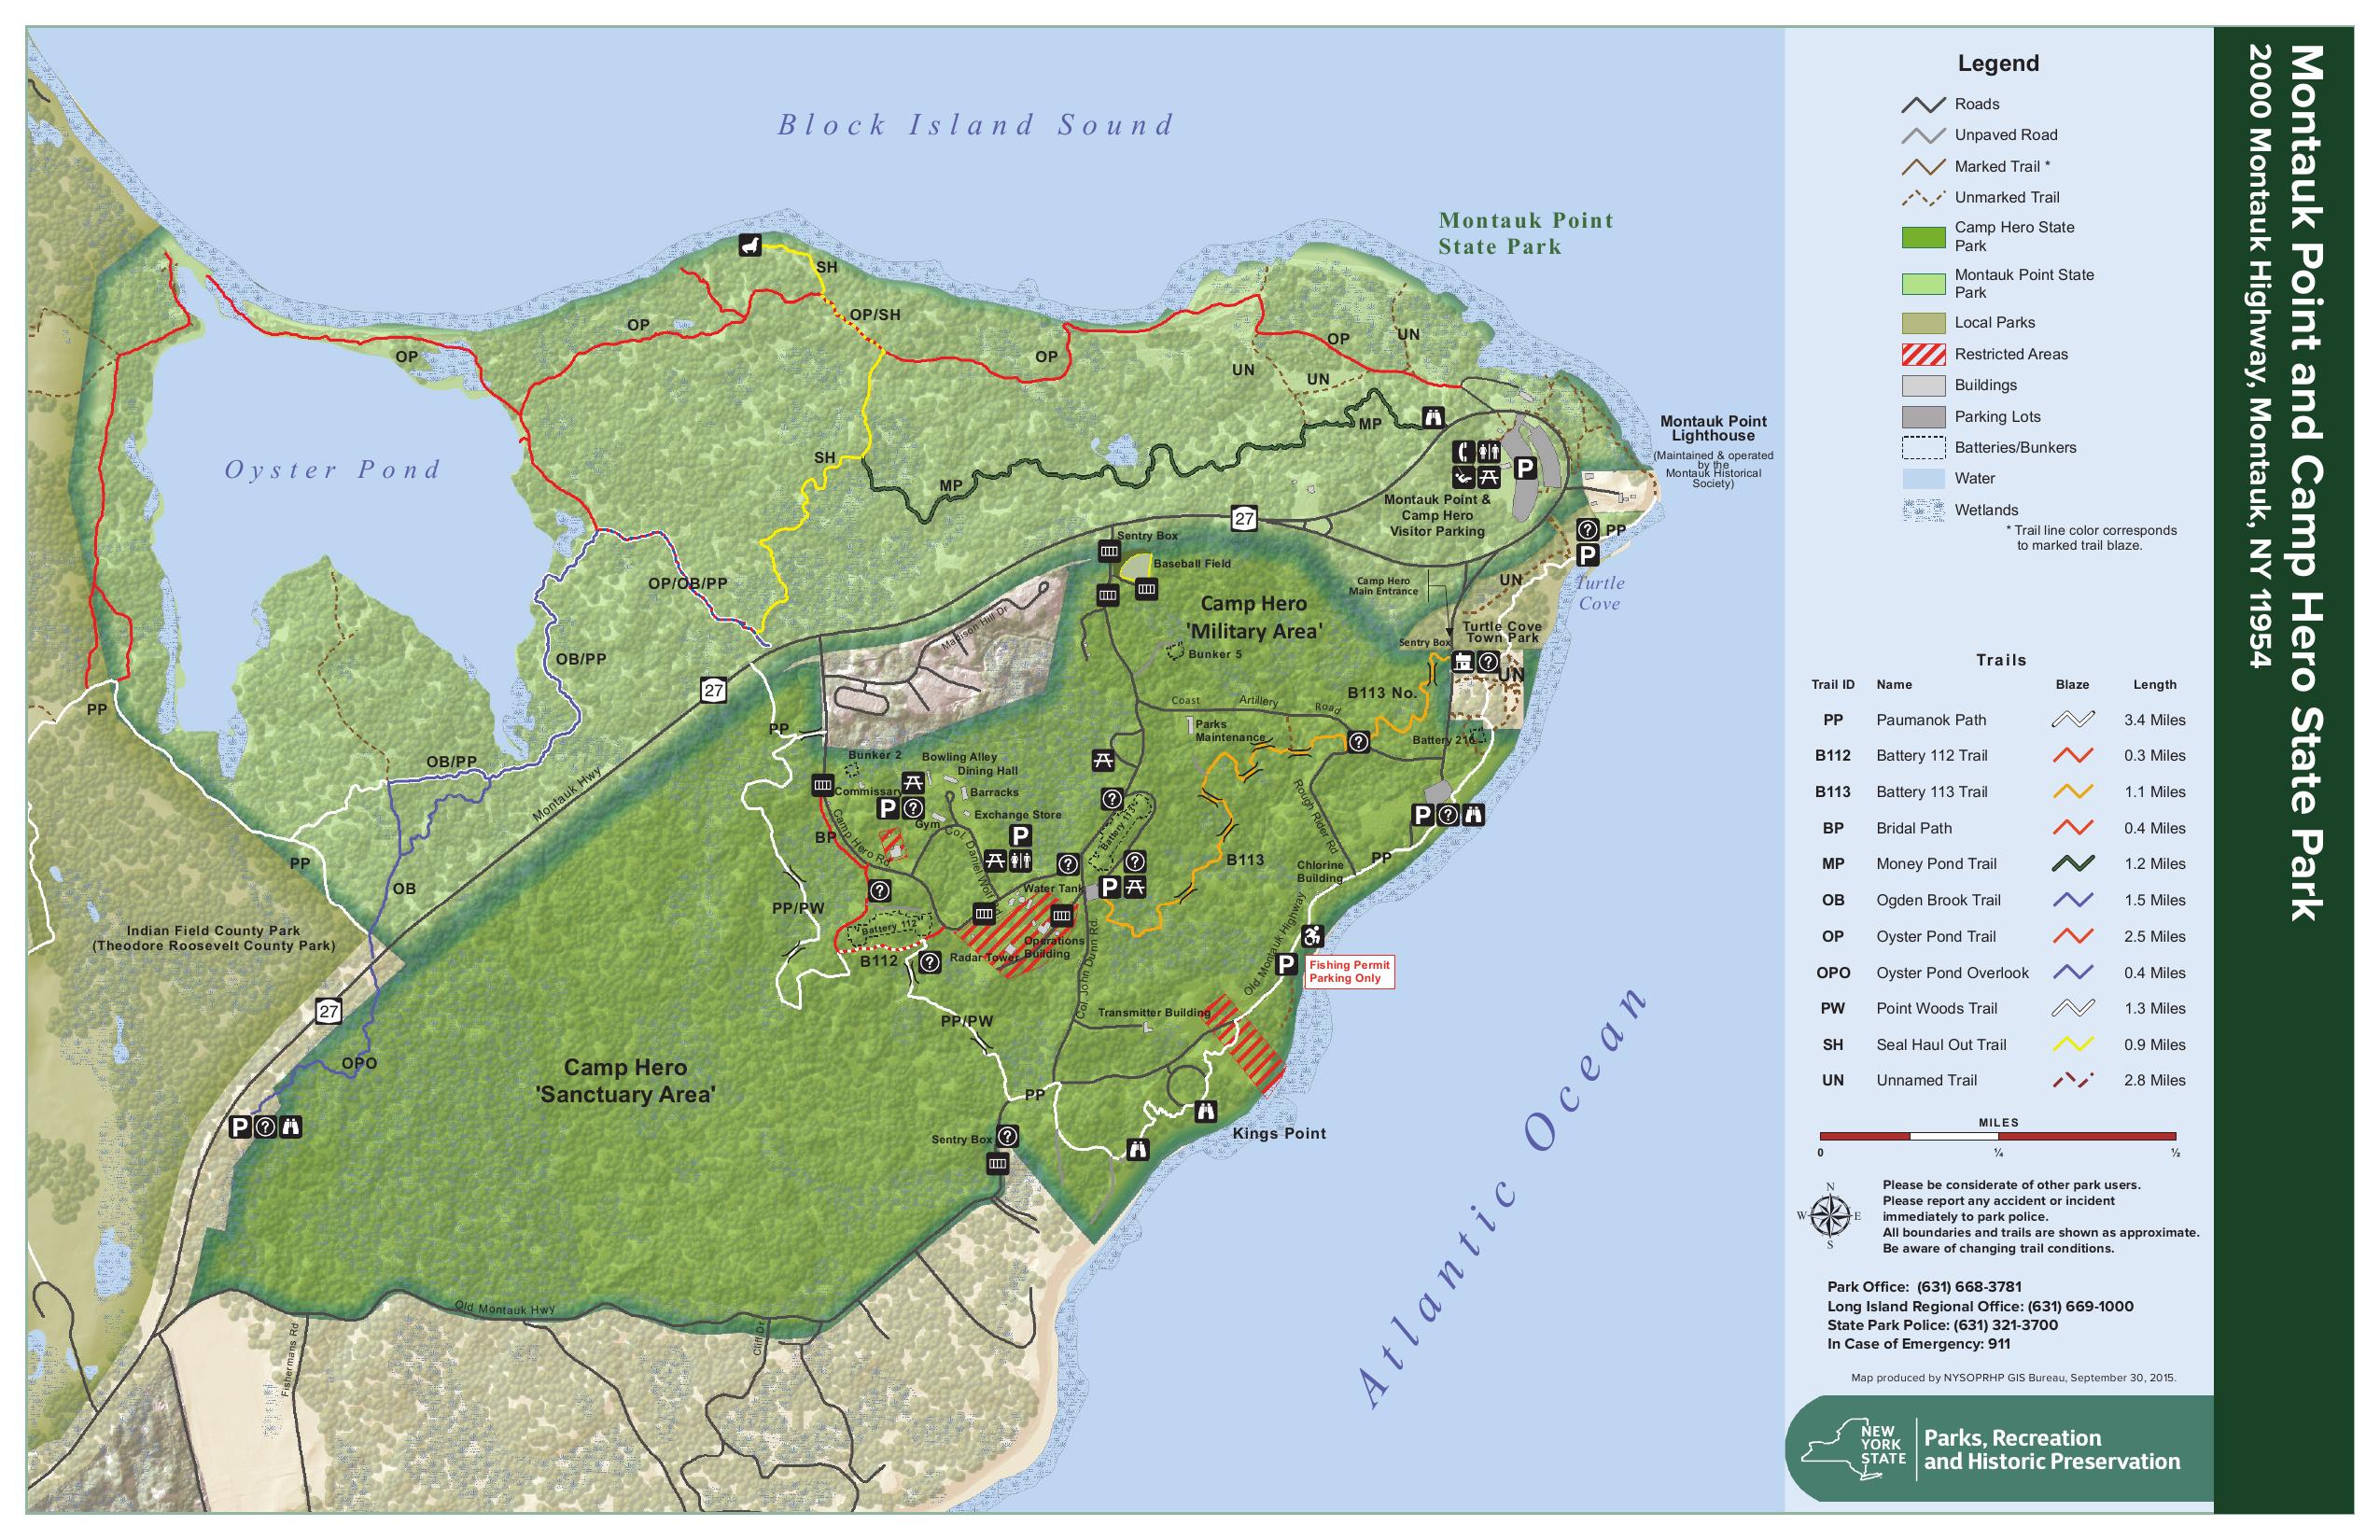 Montauk Point and Camp Hero State Park
2000 Montauk Highway, Montauk, NY 11954
Block Island Sound
Montauk Point
State Park
SH
OP/SH
OP
OP
OP
OP
UN
UN
UN
Oyster Pond
SH
MP
MP
Montauk Point
Lighthouse
(Maintained & operated
by the
Montauk Historical
Society)
P
Montauk Point &
Camp Hero
Visitor Parking
27
?
PP
P
Turtle
Cove
Sentry Box
Baseball Field
OP/OB/PP
Camp Hero
Main Entrance
UN
Camp Hero
'Military Area'
Madison Hill Dr
Turtle Cove
Town Park
Sentry Box
?
UN
Bunker 5
OB/PP
27
B113 No.
Coast Artillery Road
PP
PP
Parks
Maintenance
?
Battery 216
OB/PP
Montauk Hwy
Bunker 2
Bowling Alley
Dining Hall
Commissary
Barracks
P ?
Gym
Exchange Store
?
Battery 113
Rough Rider Rd
P ?
BP
Camp Hero Rd
Col. Daniel Wolf Rd
P
?
?
B113
PP
Chlorine
Building
PP
OB
?
Water Tank
P
PP/PW
Battery 112
B112
?
Radar Tower
Operations
Building
Col. John Dunn Rd.
Old Montauk Highway
P
Fishing Permit
Parking Only
Indian Field County Park
(Theodore Roosevelt County Park)
27
PP/PW
Transmitter Building
OPO
Camp Hero
'Sanctuary Area'
PP
P ?
Sentry Box
?
Kings Point
Atlantic Ocean
Old Montauk Hwy
Fishermans Rd
Cliff Dr
Legend
Roads
Unpaved Road
Marked Trail *
Unmarked Trail
Camp Hero State
Park
Montauk Point State
Park
Local Parks
Restricted Areas
Buildings
Parking Lots
Batteries/Bunkers
Water
Wetlands
* Trail line color corresponds
to marked trail blaze.
Trails
Trail ID Name Blaze Length
PP Paumanok Path 3.4 Miles
B112 Battery 112 Trail 0.3 Miles
B113 Battery 113 Trail 1.1 Miles
BP Bridal Path 0.4 Miles
MP Money Pond Trail 1.2 Miles
OB Ogden Brook Trail 1.5 Miles
OP Oyster Pond Trail 2.5 Miles
OPO Oyster Pond Overlook 0.4 Miles
PW Point Woods Trail 1.3 Miles
SH Seal Haul Out Trail 0.9 Miles
UN Unnamed Trail 2.8 Miles
MILES
0 ¼ ½
N
W E
S
Please be considerate of other park users.
Please report any accident or incident
immediately to park police.
All boundaries and trails are shown as approximate.
Be aware of changing trail conditions.
Park Office: (631) 668-3781
Long Island Regional Office: (631) 669-1000
State Park Police: (631) 321-3700
In Case of Emergency: 911
Map produced by NYSOPRHP GIS Bureau, September 30, 2015.
NEW
YORK
STATE
Parks, Recreation
and Historic Preservation